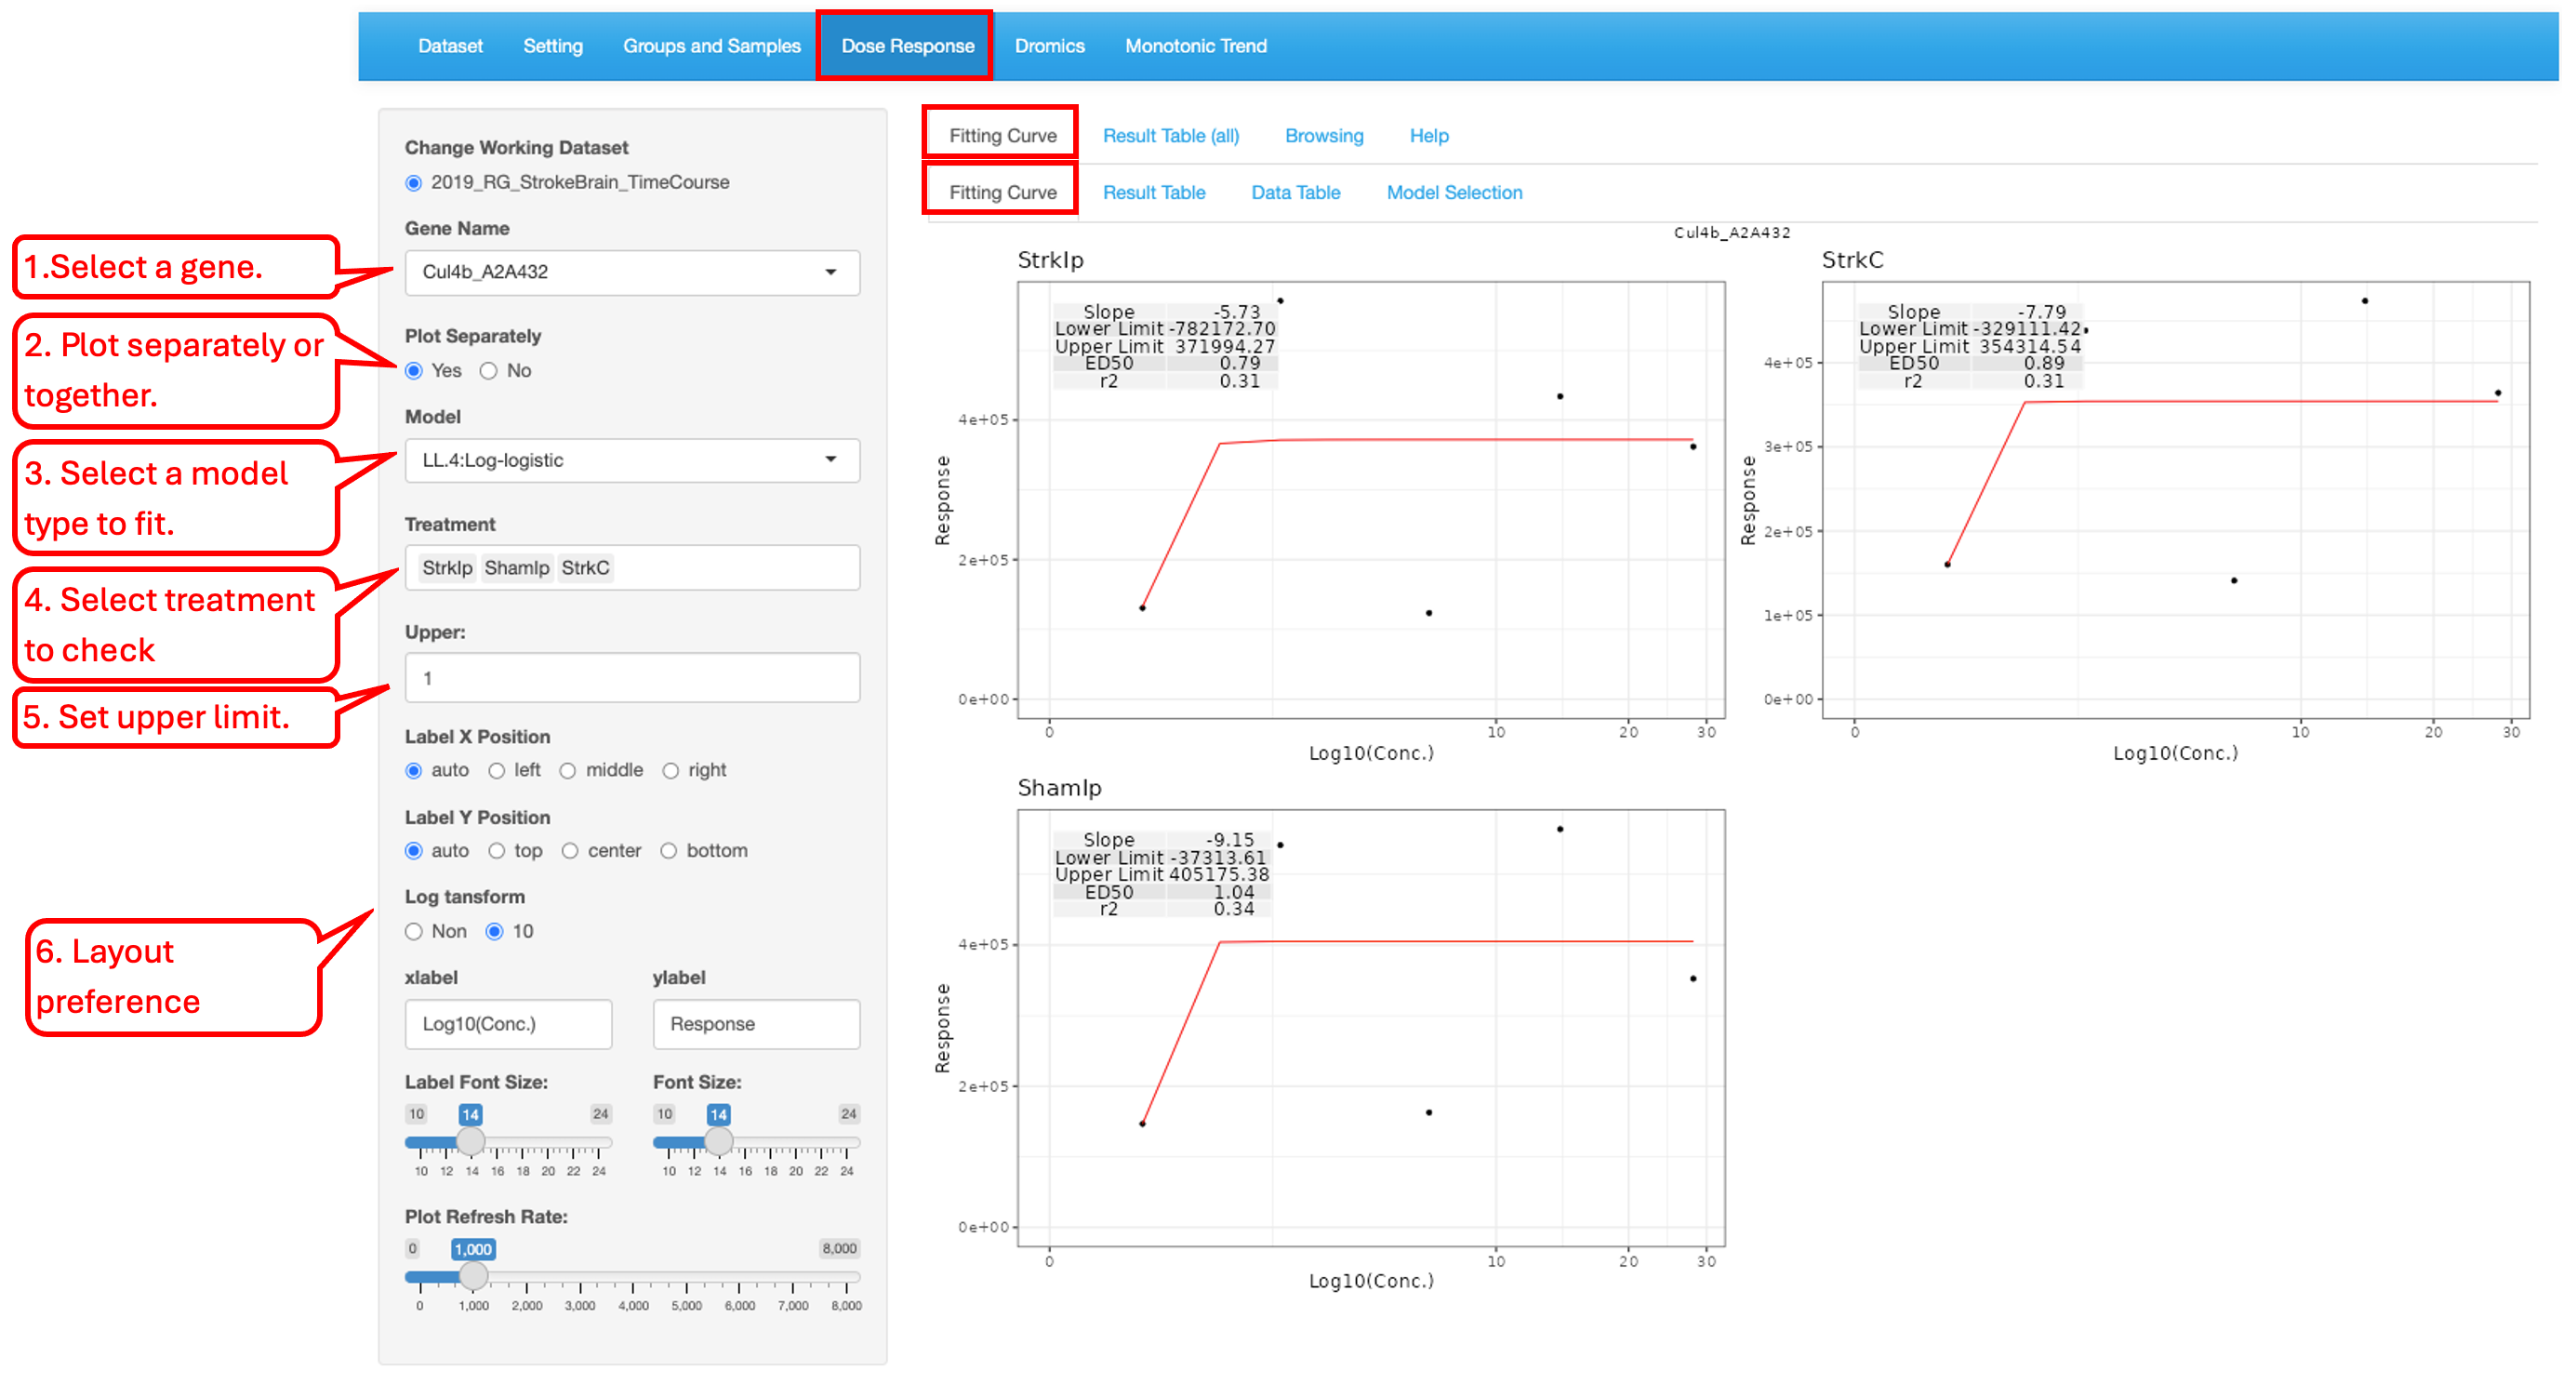 Dataset Setting Groups and Samples Dose Response Dromics Monotonic Trend
Change Working Dataset
2019_RG_StrokeBrain_TimeCourse
Gene Name
Cul4b_A2A432
Plot Separately
Yes No
Model
LL.4:Log-logistic
Treatment
StrkIp ShamIp StrkC
Upper:
1
Label X Position
auto left middle right
Label Y Position
auto top center bottom
Log tansform
Non 10
xlabel ylabel
Log10(Conc.) Response
Label Font Size: Font Size:
10 14 24 10 14 24
10 12 14 16 18 20 22 24 10 12 14 16 18 20 22 24
Plot Refresh Rate:
0 1,000 8,000
0 1,000 2,000 3,000 4,000 5,000 6,000 7,000 8,000
1.Select a gene.
2. Plot separately or
together.
3. Select a model
type to fit.
4. Select treatment
to check
5. Set upper limit.
6. Layout
preference
Fitting Curve Result Table (all) Browsing Help
Fitting Curve Result Table Data Table Model Selection
Cul4b_A2A432
StrkIp
Slope -5.73
Lower Limit -782172.70
Upper Limit 371994.27
ED50 0.79
r2 0.31
4e+05
2e+05
0e+00
Response
0 10 20 30
Log10(Conc.)
StrkC
Slope -7.79
Lower Limit -329111.42
Upper Limit 354314.54
ED50 0.89
r2 0.31
4e+05
3e+05
2e+05
1e+05
0e+00
Response
0 10 20 30
Log10(Conc.)
ShamIp
Slope -9.15
Lower Limit -37313.61
Upper Limit 405175.38
ED50 1.04
r2 0.34
4e+05
2e+05
0e+00
Response
0 10 20 30
Log10(Conc.)